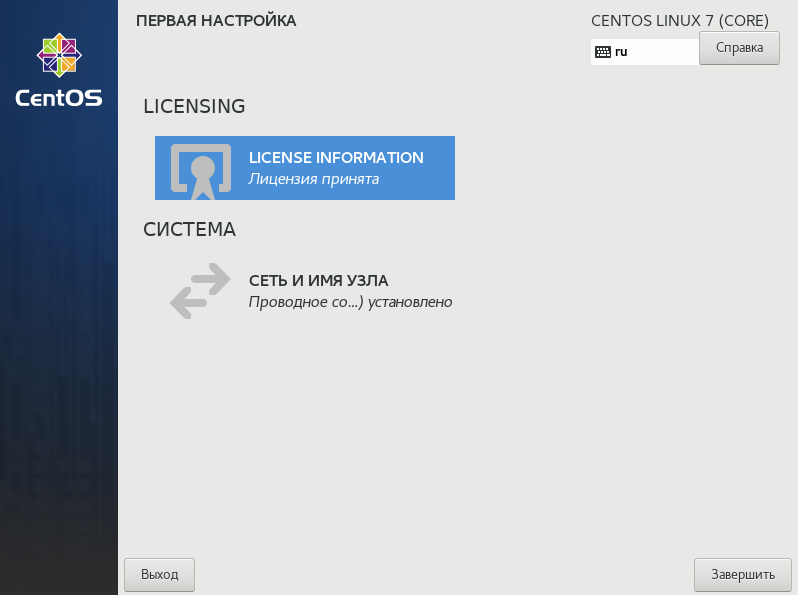 ПЕРВАЯ НАСТРОЙКА
CENTOS LINUX 7 (CORE)
ru
Справка
CentOS
LICENSING
LICENSE INFORMATION
Лицензия принята
СИСТЕМА
СЕТЬ И ИМЯ УЗЛА
Проводное со...) установлено
Выход
Завершить